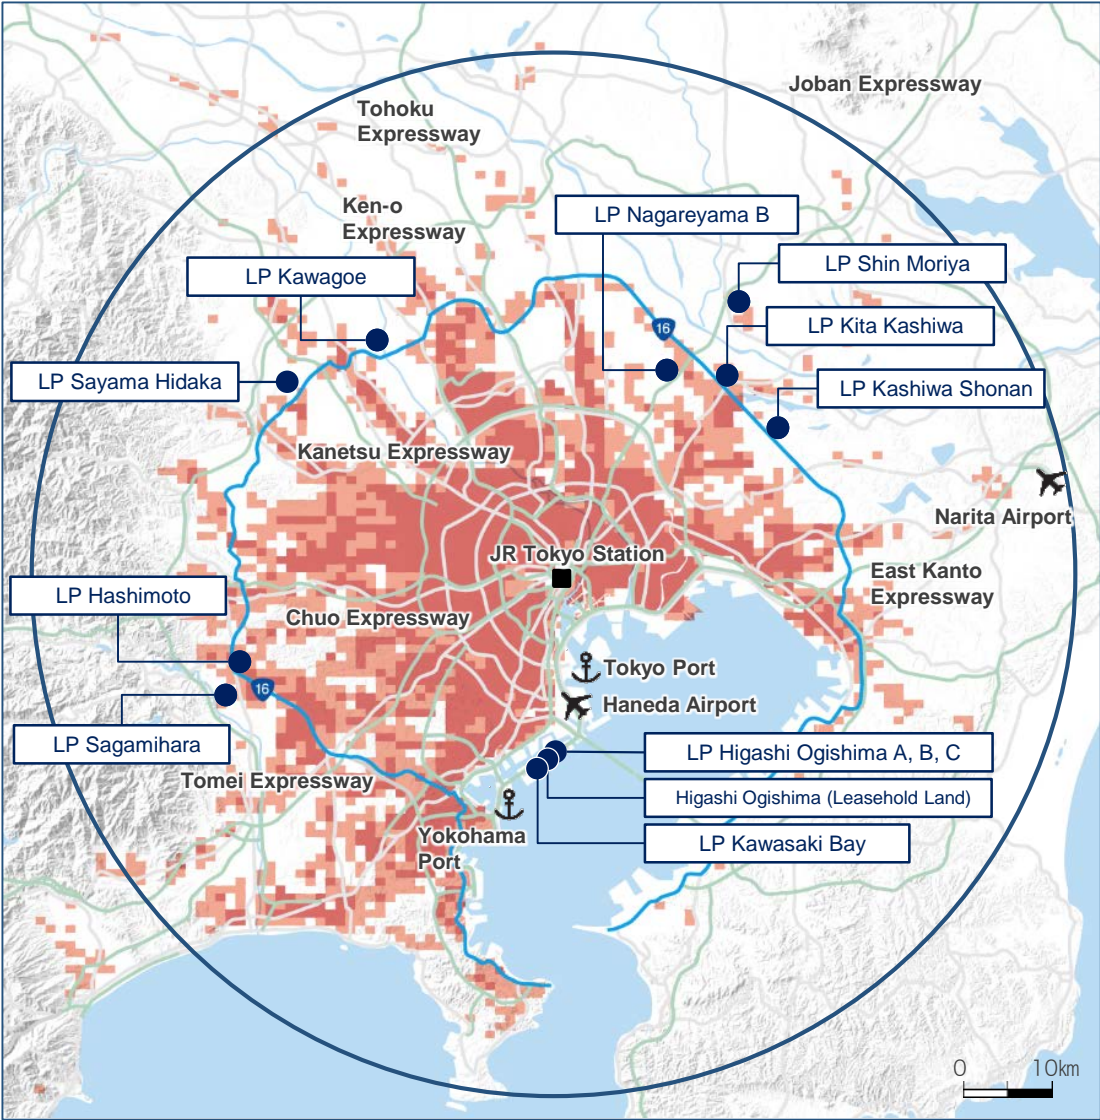 Joban Expressway
Tohoku
Expressway
Ken-o
Expressway
LP Nagareyama B
LP Shin Moriya
LP Kawagoe
16
LP Kita Kashiwa
LP Sayama Hidaka
LP Kashiwa Shonan
Kanetsu Expressway
Narita Airport
JR Tokyo Station
East Kanto
Expressway
LP Hashimoto
Chuo Expressway
Tokyo Port
16
Haneda Airport
LP Sagamihara
LP Higashi Ogishima A, B, C
Tomei Expressway
Higashi Ogishima (Leasehold Land)
Yokohama
Port
LP Kawasaki Bay
0
10km